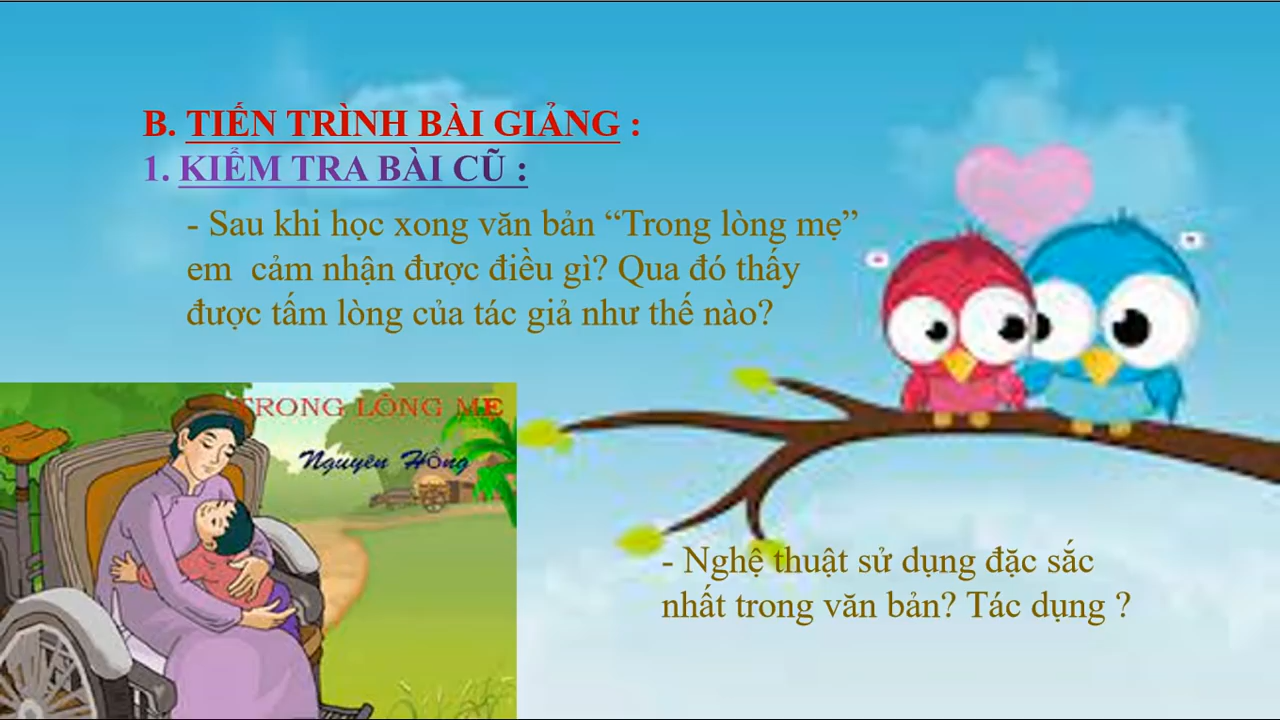 B. TIẾN TRÌNH BÀI GIẢNG :
1. KIỂM TRA BÀI CŨ :
- Sau khi học xong văn bản “Trong lòng mẹ”
em cảm nhận được điều gì? Qua đó thấy
được tấm lòng của tác giả như thế nào?
TRONG LÒNG MẸ
Nguyên Hồng
- Nghệ thuật sử dụng đặc sắc
nhất trong văn bản? Tác dụng ?